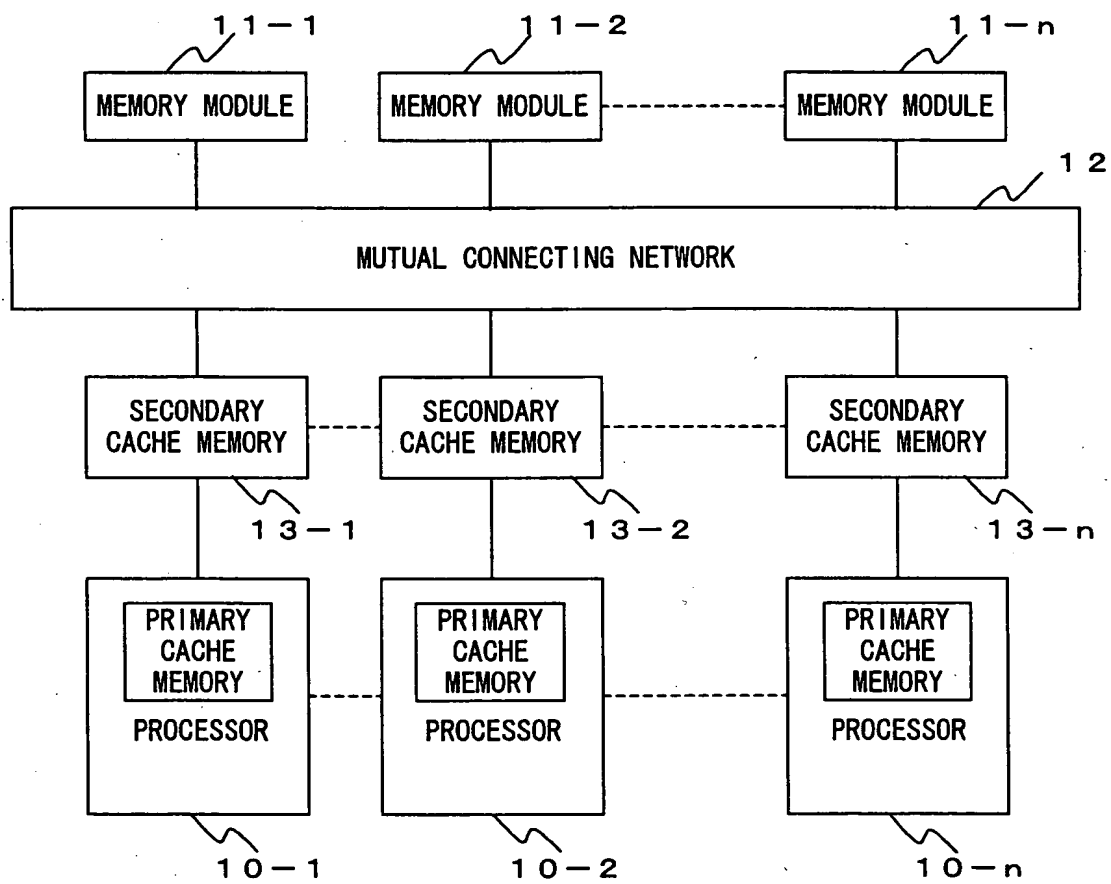 11-1
11-2
11-n
MEMORY MODULE
MEMORY MODULE
MEMORY MODULE
12
MUTUAL CONNECTING NETWORK
SECONDARY
CACHE MEMORY
SECONDARY
CACHE MEMORY
SECONDARY
CACHE MEMORY
13-1
13-2
13-n
PRIMARY
CACHE
MEMORY
PROCESSOR
PRIMARY
CACHE
MEMORY
PROCESSOR
PRIMARY
CACHE
MEMORY
PROCESSOR
10-1
10-2
10-n